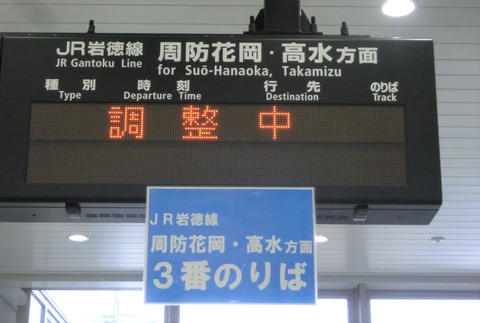 JR岩徳線 周防花岡・高水方面
JR Gantoku Line for Suō-Hanaoka, Takamizu
種別 時刻 行先 のりば
Type Departure Time Destination Track
調整中
JR岩徳線
周防花岡・高水方面
3番のりば